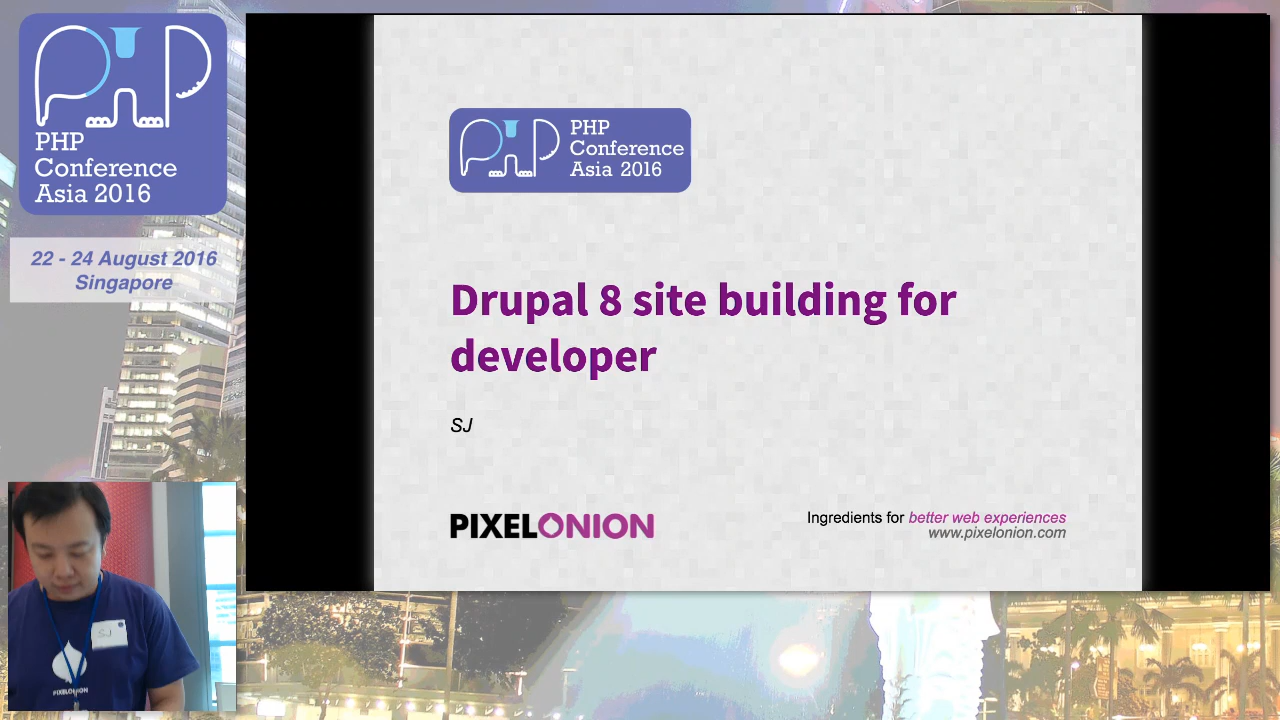 PHP
Conference
Asia 2016
22 - 24 August 2016
Singapore
PHP
Conference
Asia 2016
Drupal 8 site building for
developer
SJ
PIXELONION
Ingredients for better web experiences
www.pixelonion.com
SJ
PIXELONION